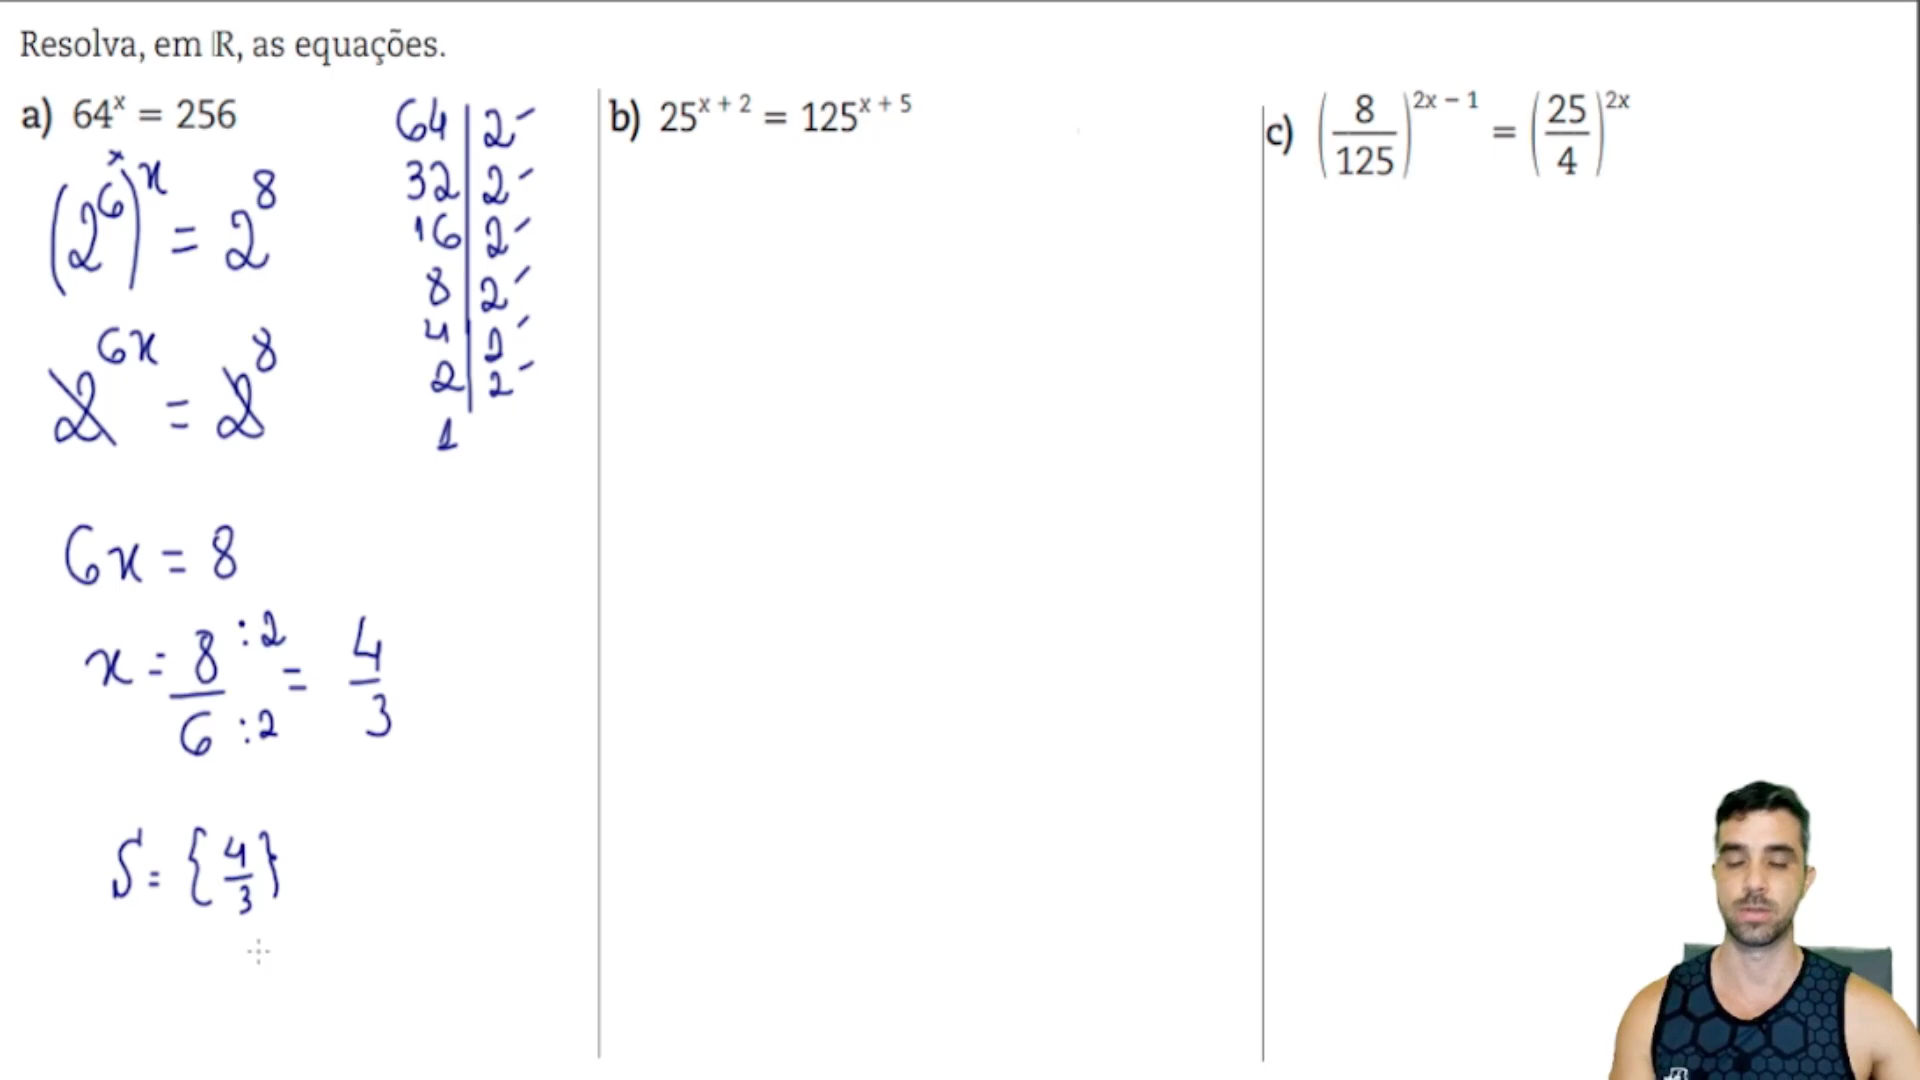 Resolva, em ℝ, as equações.
a) 64ˣ = 256
(2⁶)ˣ = 2⁸
2⁶ˣ = 2⁸
6x = 8
x = 8/6 :2 :2 = 4/3
S = {4/3}
64 | 2
32 | 2
16 | 2
8 | 2
4 | 2
2 | 2
1
b) 25ˣ ⁺ ² = 125ˣ ⁺ ⁵
c) (8/125)²ˣ ⁻ ¹ = (25/4)²ˣ